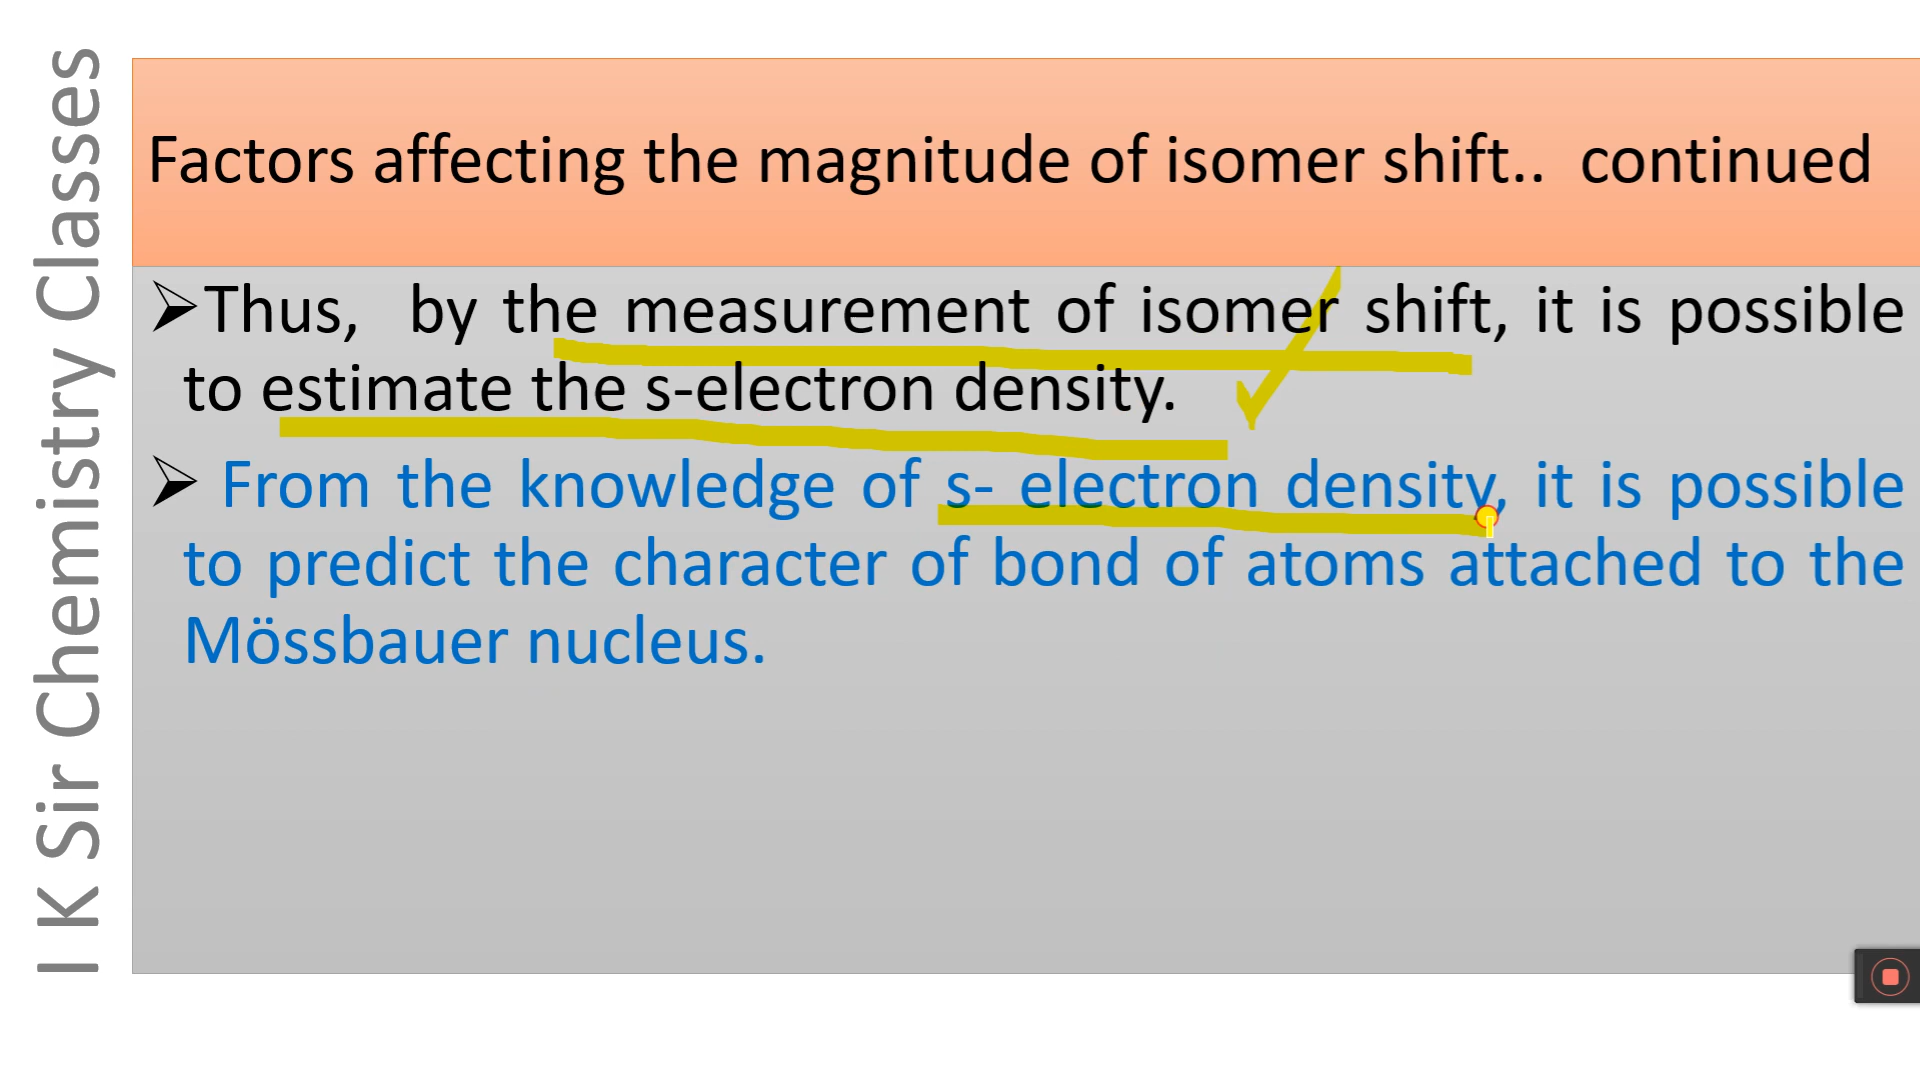 I K Sir Chemistry Classes
Factors affecting the magnitude of isomer shift.. continued
➢Thus, by the measurement of isomer shift, it is possible
to estimate the s-electron density.
➢ From the knowledge of s- electron density, it is possible
to predict the character of bond of atoms attached to the
Mössbauer nucleus.